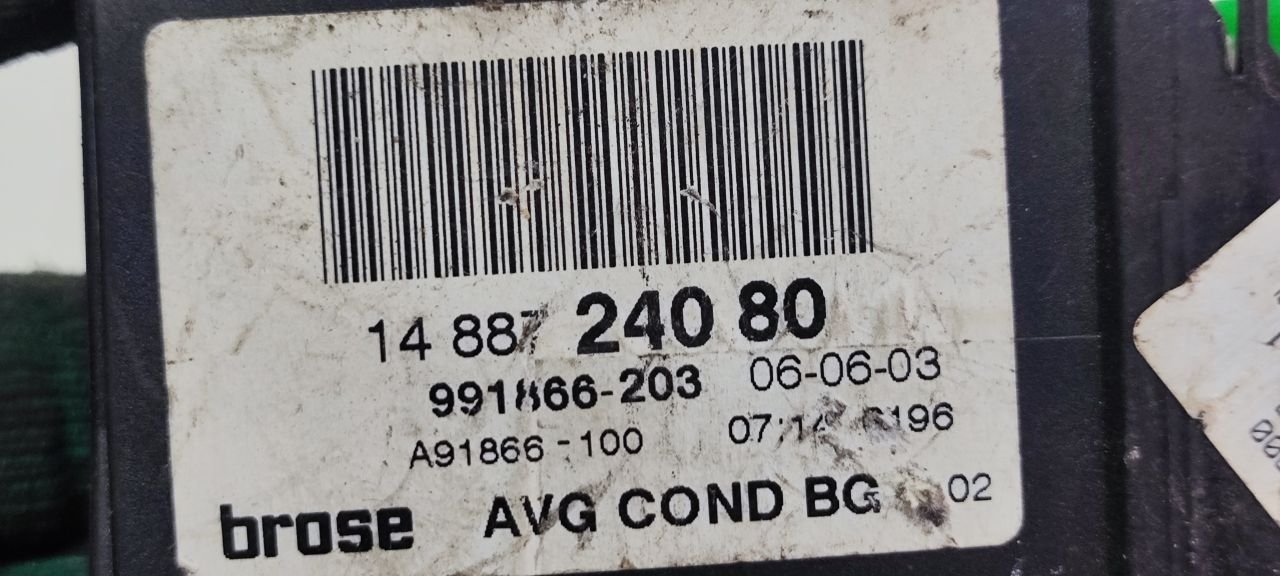 14 887 240 80
991866-203 06-06-03
A91866-100
brose AVG COND BG 02